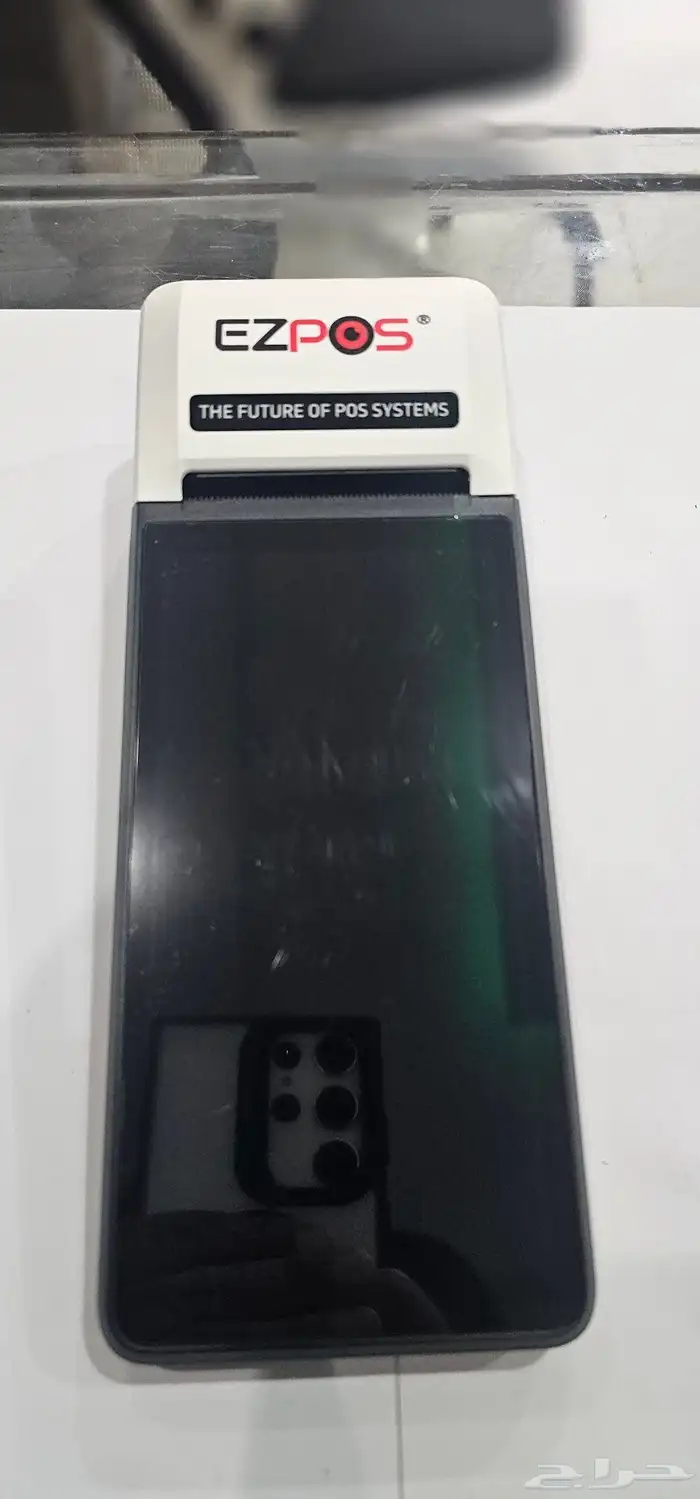 EZPOS®
THE FUTURE OF POS SYSTEMS
حراج